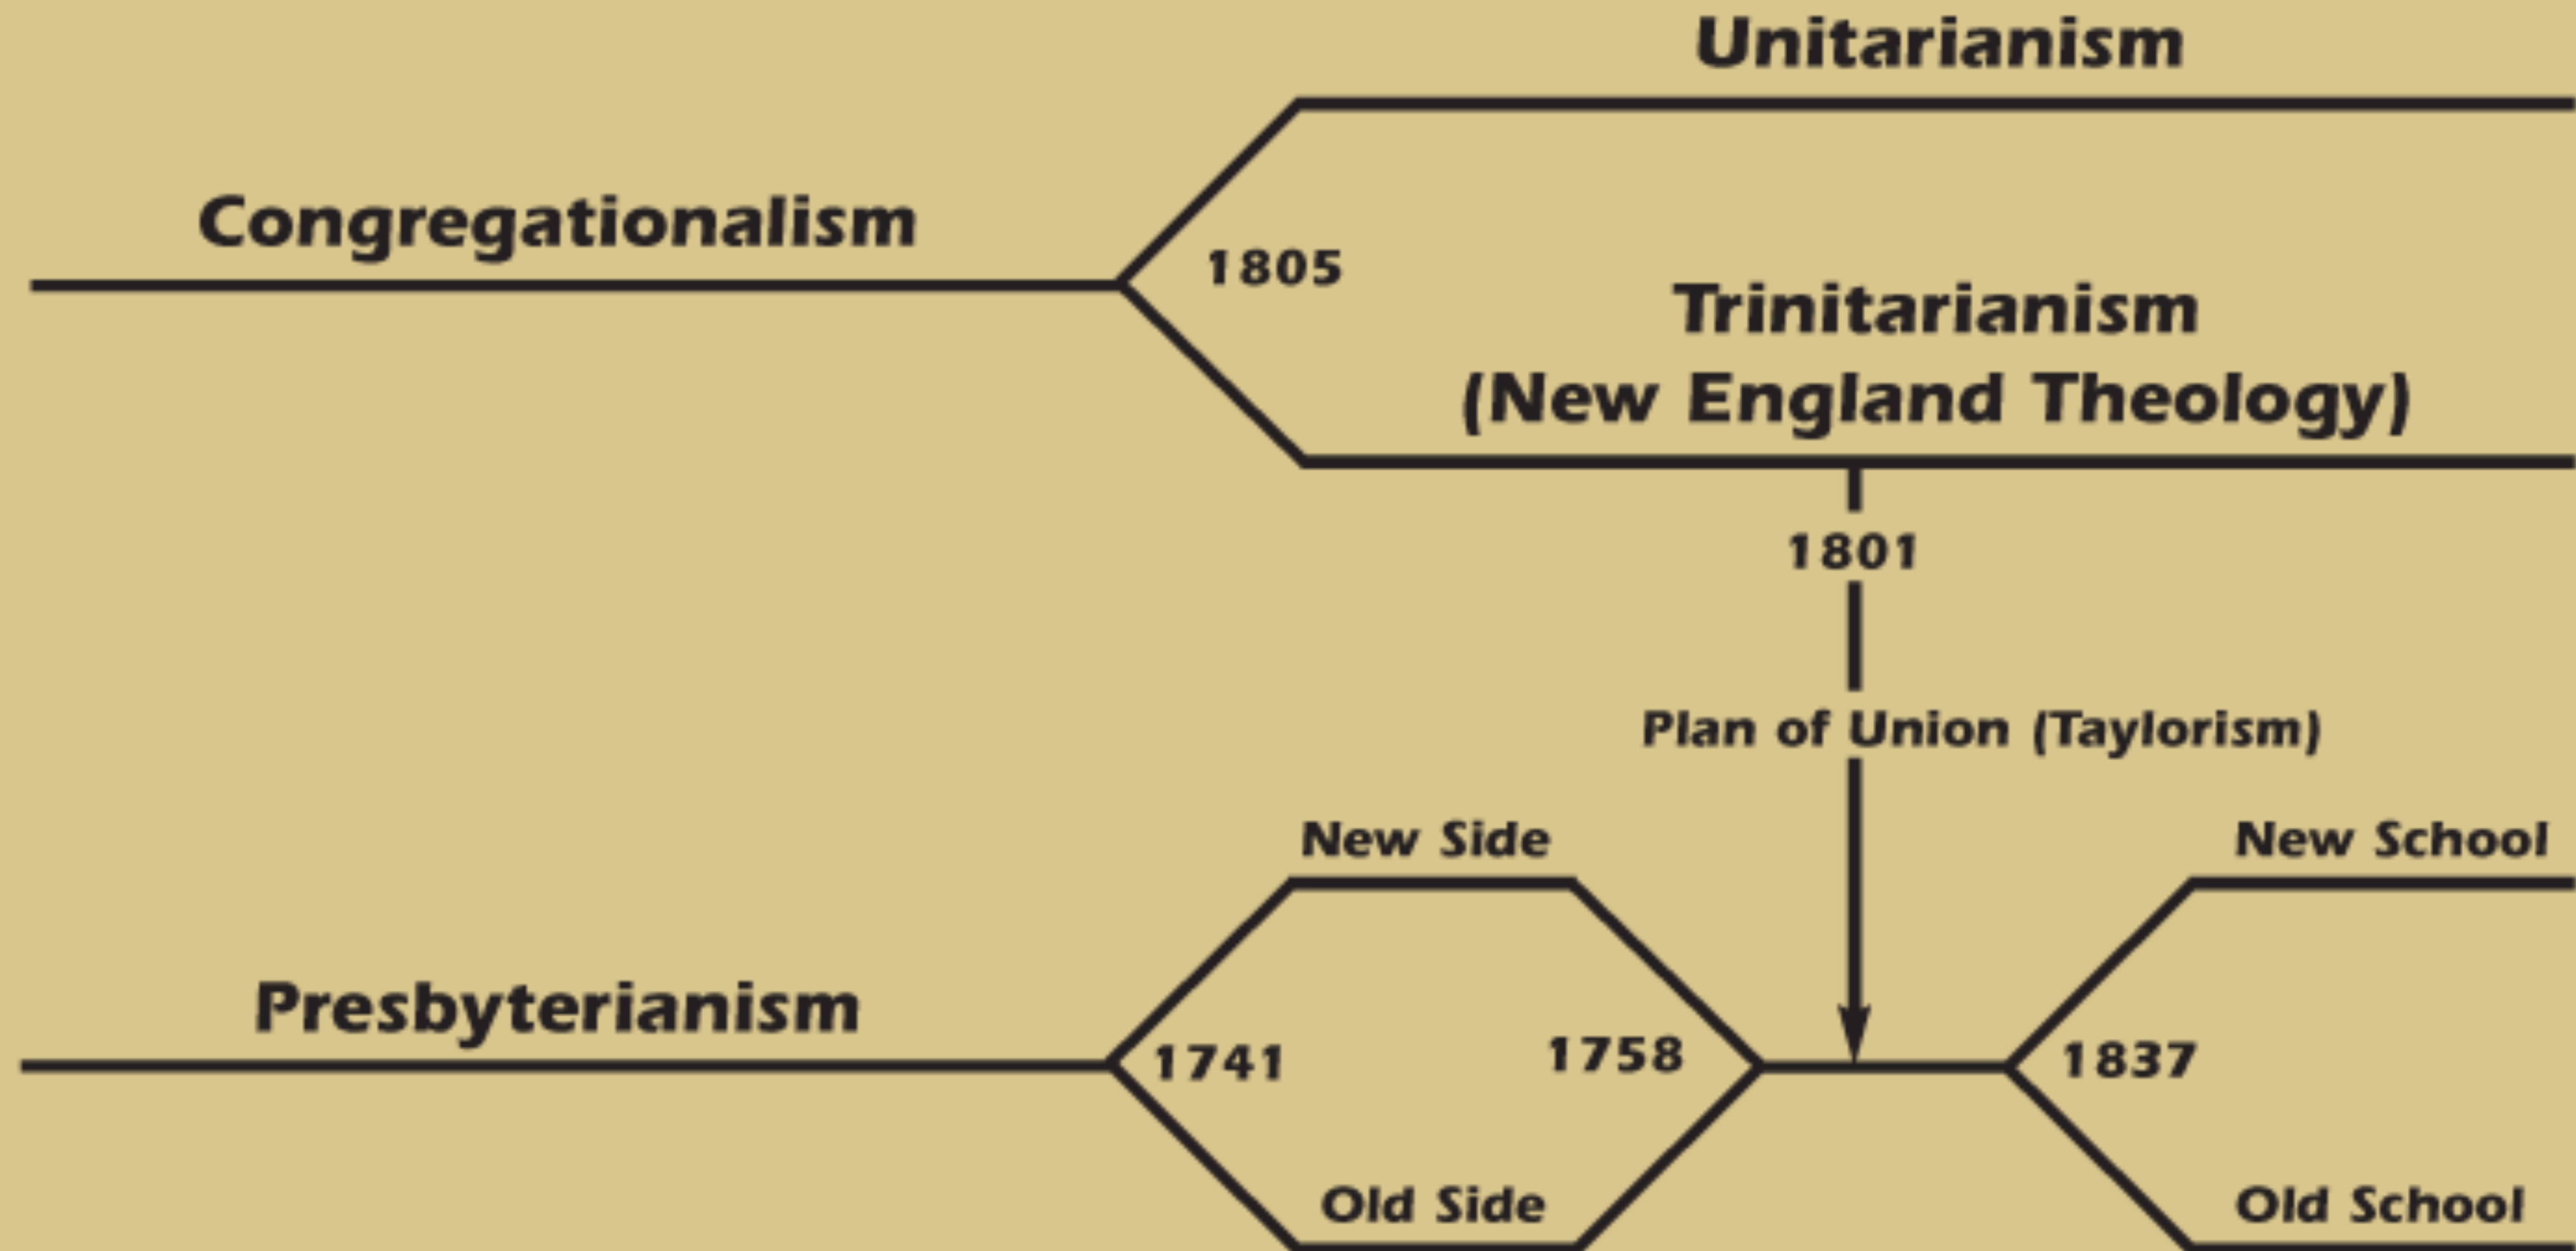 Unitarianism
Congregationalism
1805
Trinitarianism
(New England Theology)
1801
Plan of Union (Taylorism)
New Side
New School
Presbyterianism
1741
1758
1837
Old Side
Old School